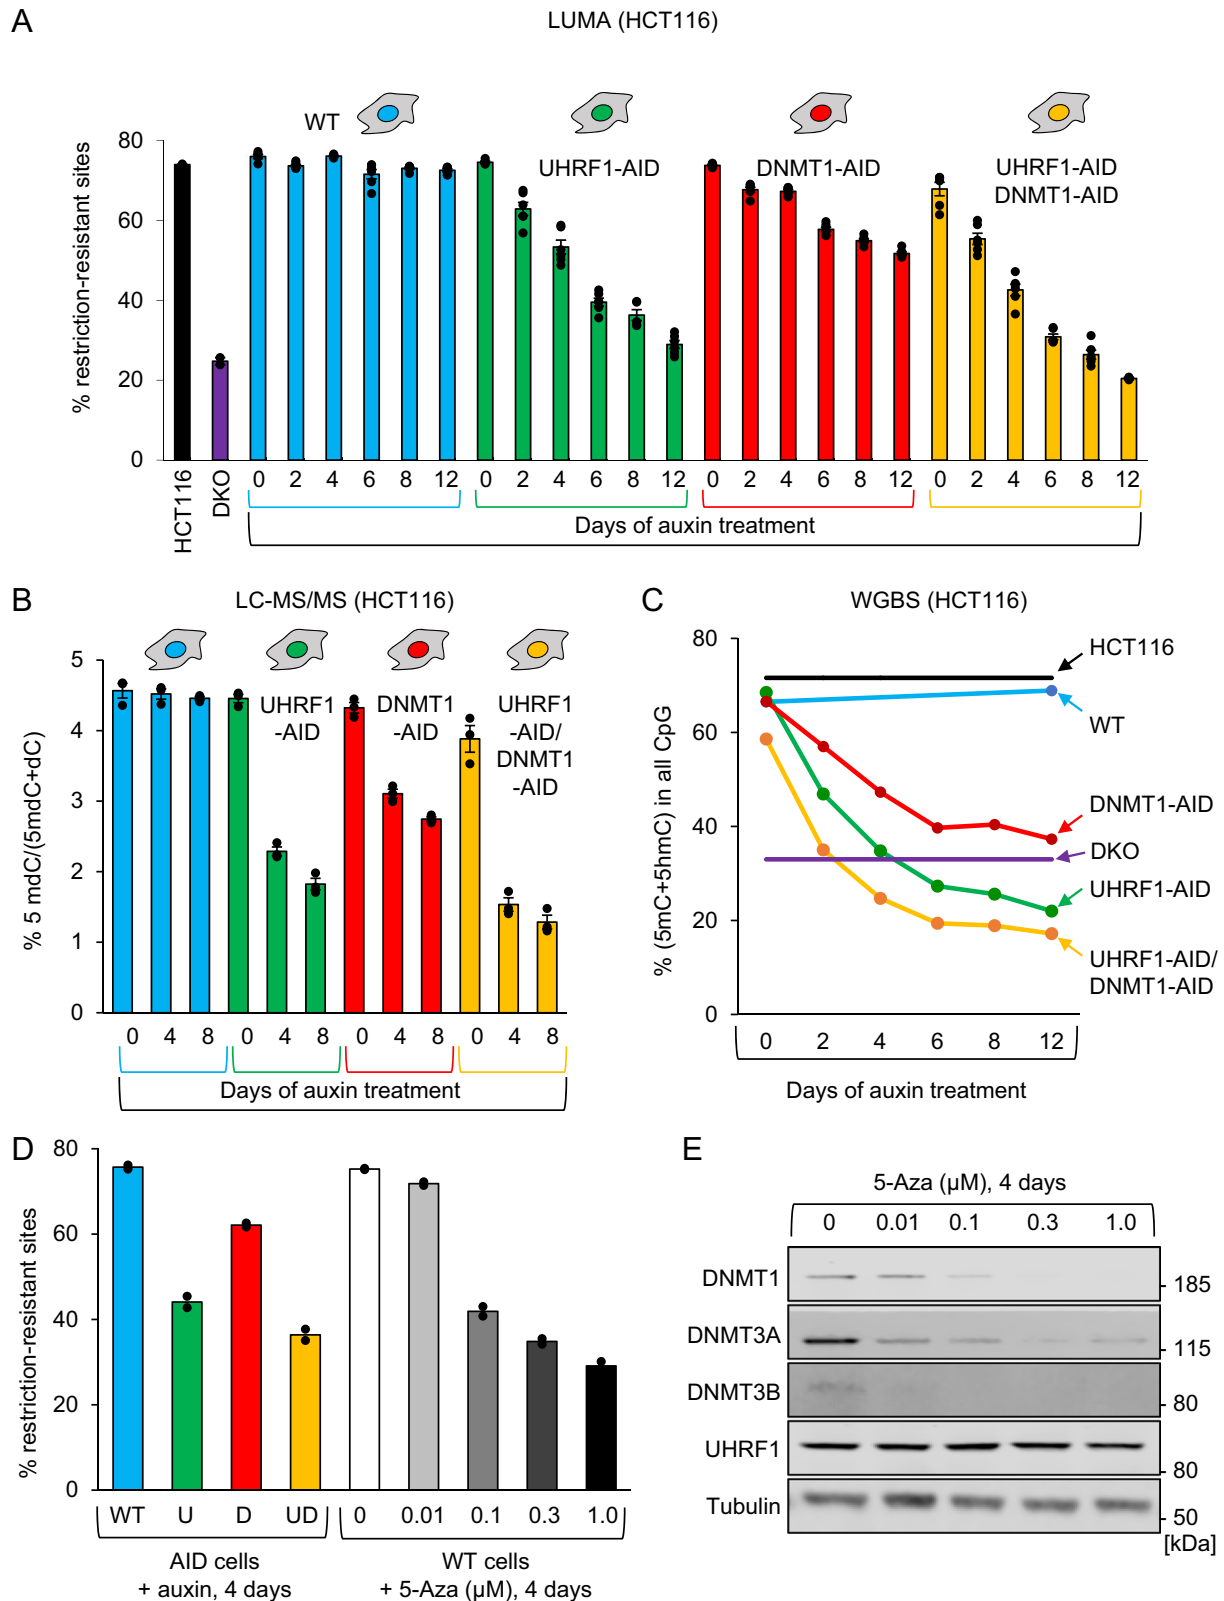 A
LUMA (HCT116)
% restriction-resistant sites
80
60
40
20
0
WT
UHRF1-AID
DNMT1-AID
UHRF1-AID
DNMT1-AID
HCT116
DKO
0 2 4 6 8 12
0 2 4 6 8 12
0 2 4 6 8 12
0 2 4 6 8 12
Days of auxin treatment
B
LC-MS/MS (HCT116)
% 5 mdC/(5mdC+dC)
5
4
3
2
1
0
UHRF1
-AID
DNMT1
-AID
UHRF1
-AID/
DNMT1
-AID
0 4 8 0 4 8 0 4 8 0 4 8
Days of auxin treatment
C
WGBS (HCT116)
% (5mC+5hmC) in all CpG
80
60
40
20
0
HCT116
WT
DNMT1-AID
DKO
UHRF1-AID
UHRF1-AID/
DNMT1-AID
0 2 4 6 8 12
Days of auxin treatment
D
% restriction-resistant sites
80
60
40
20
0
WT U D UD
0 0.01 0.1 0.3 1.0
AID cells
+ auxin, 4 days
WT cells
+ 5-Aza (µM), 4 days
E
5-Aza (µM), 4 days
0 0.01 0.1 0.3 1.0
DNMT1
185
DNMT3A
115
DNMT3B
80
UHRF1
80
Tubulin
50
[kDa]